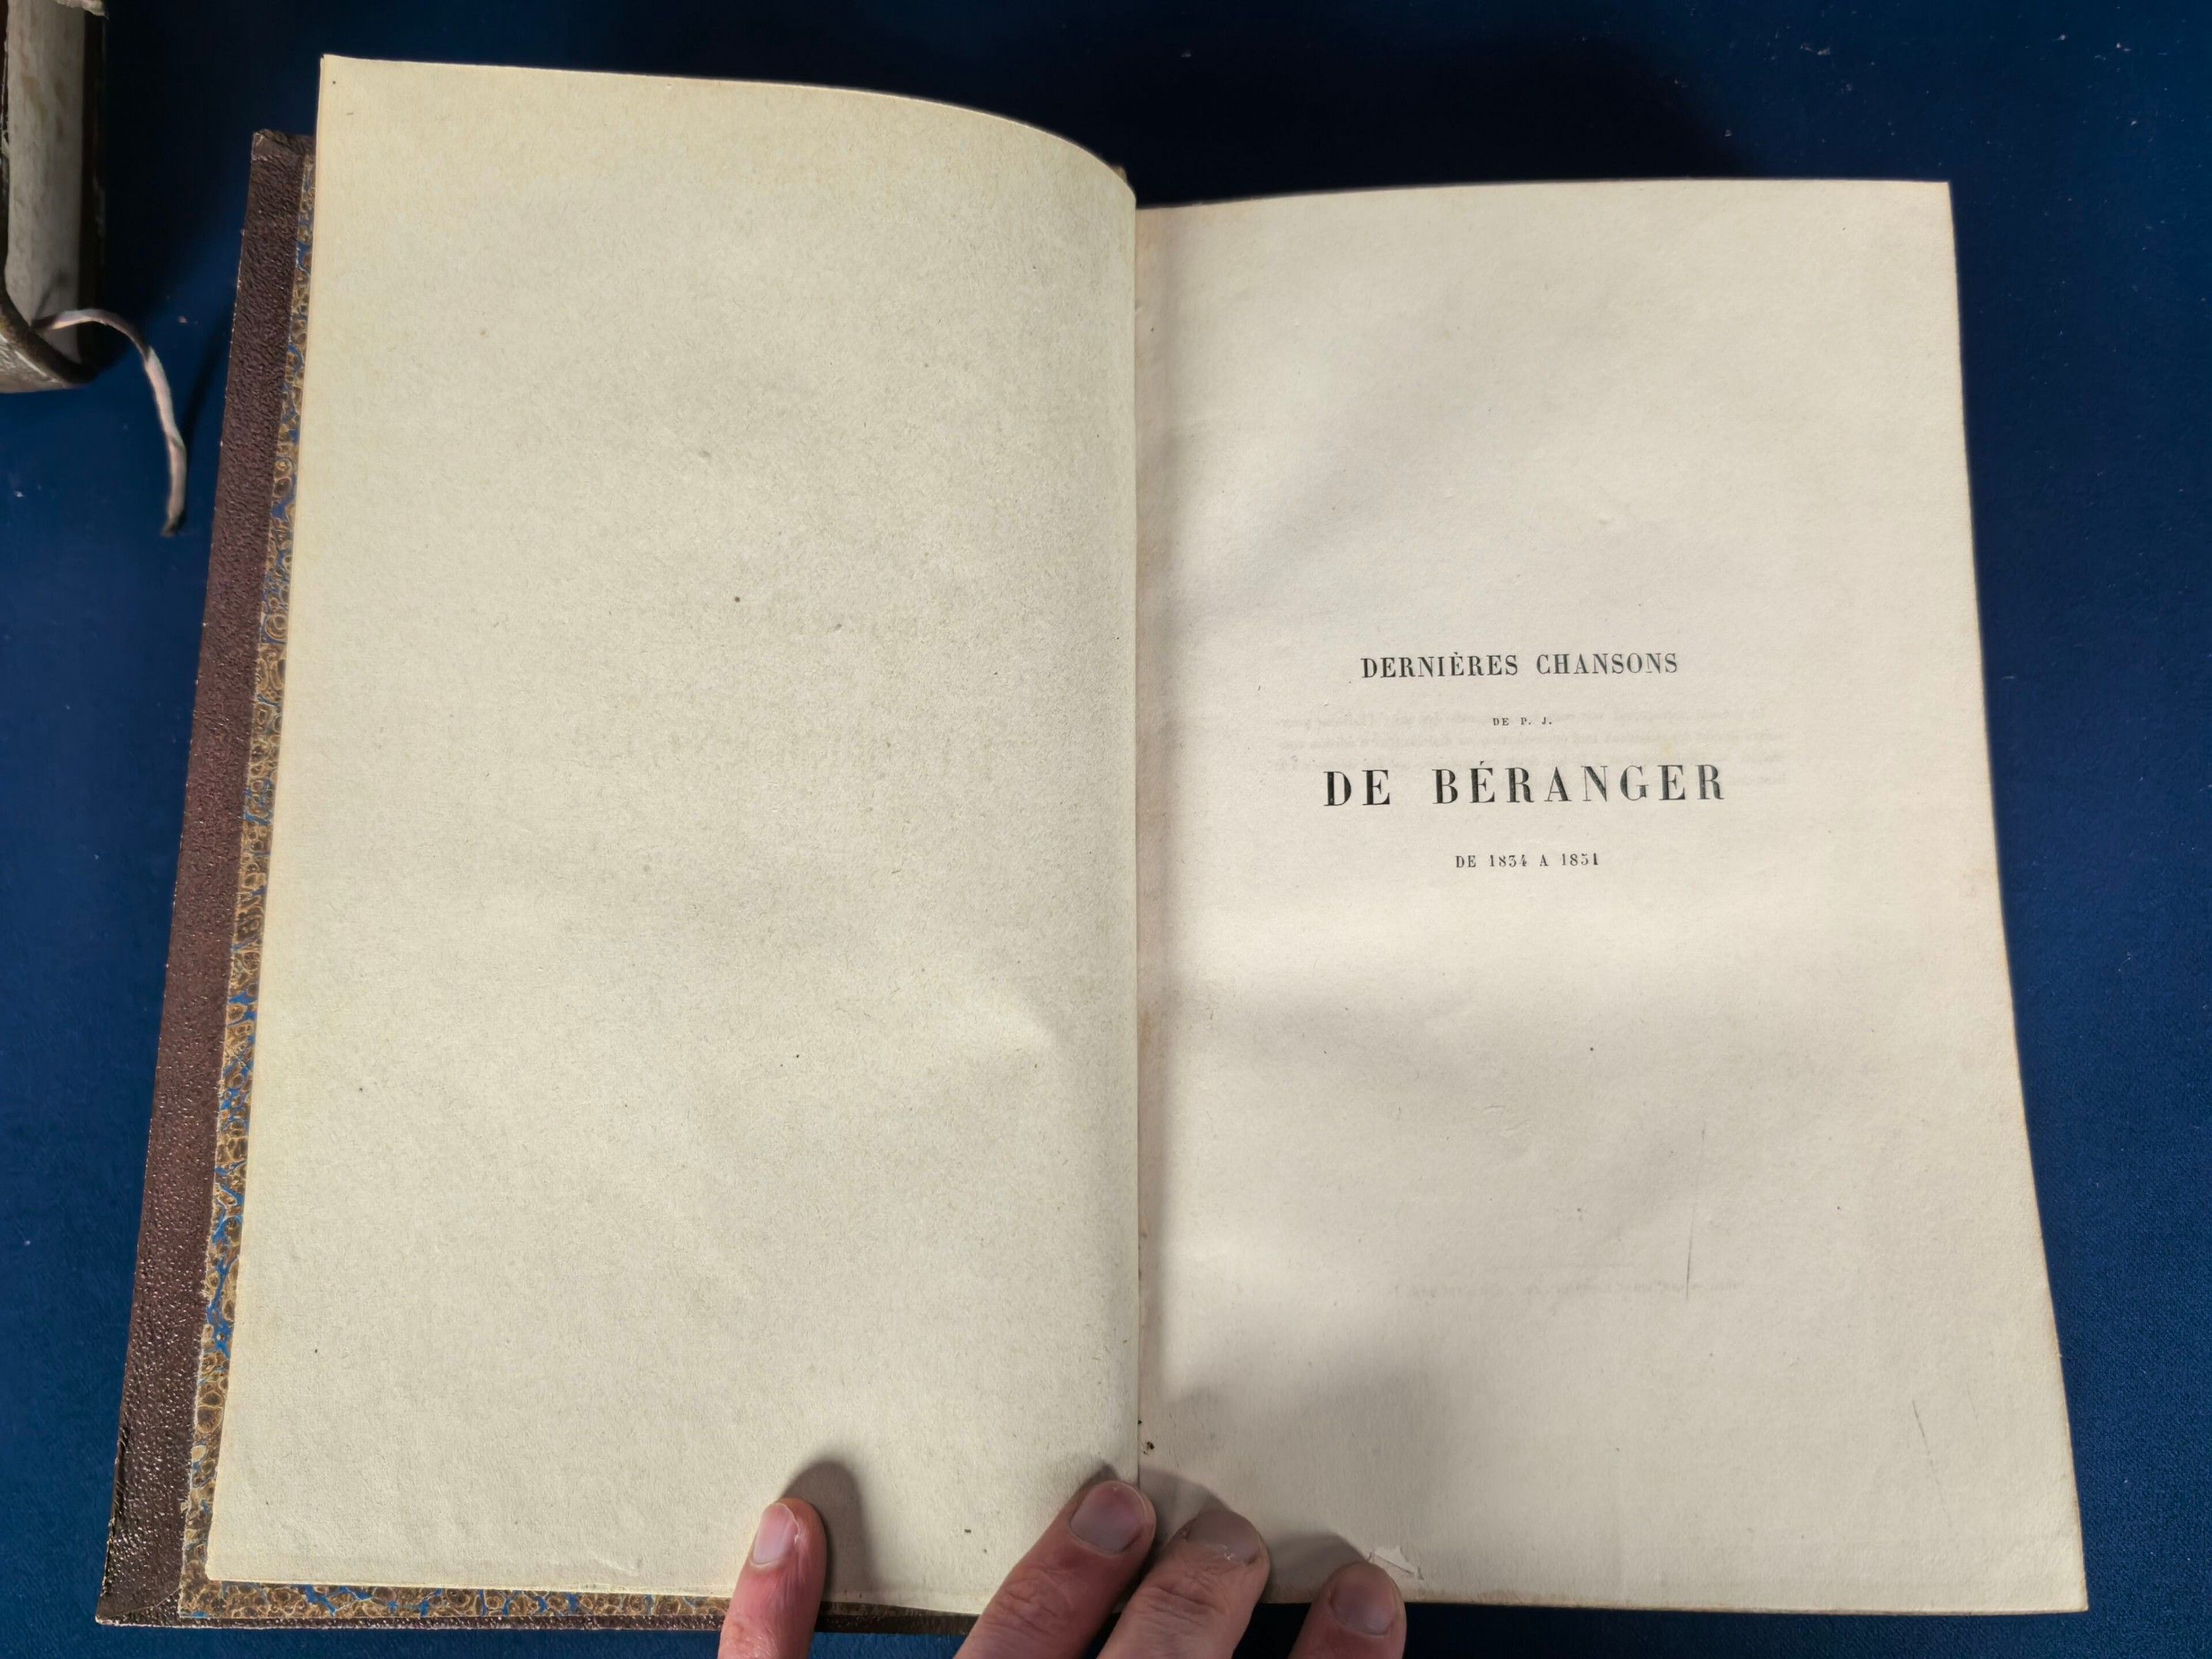 DERNIÈRES CHANSONS
DE P. J.
DE BÉRANGER
DE 1834 A 1851